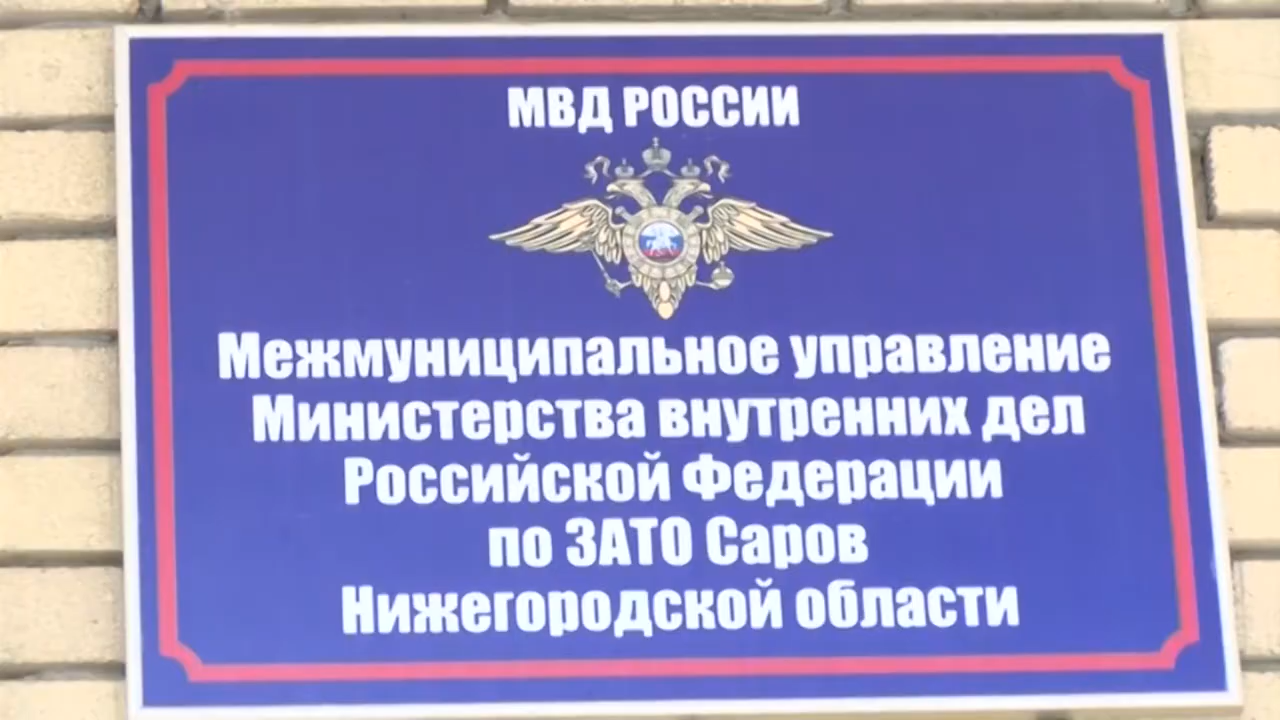 МВД РОССИИ
Межмуниципальное управление
Министерства внутренних дел
Российской Федерации
по ЗАТО Саров
Нижегородской области